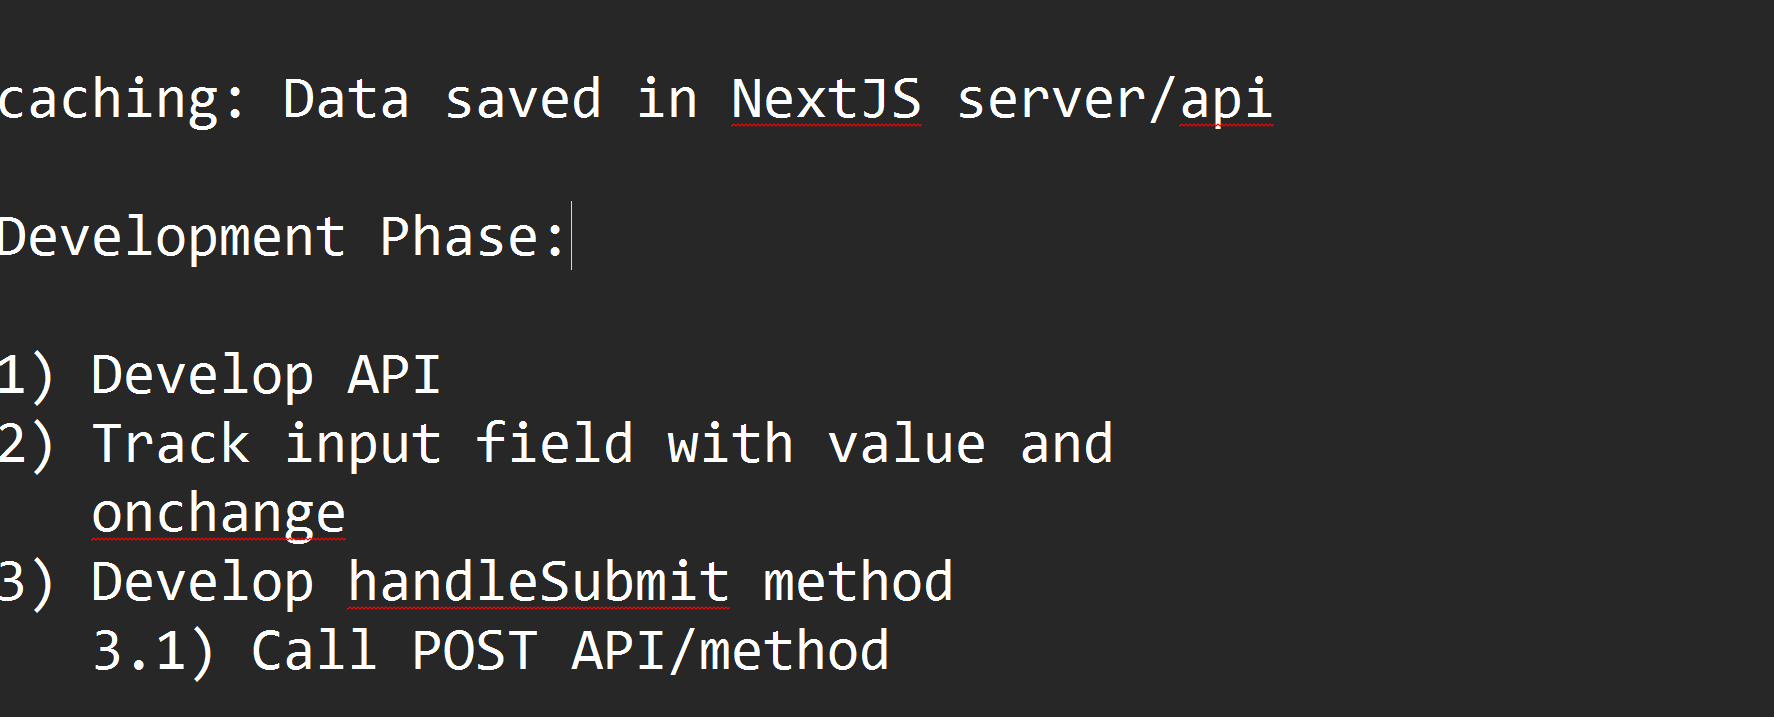 caching: Data saved in NextJS server/api
Development Phase:
1) Develop API
2) Track input field with value and
onchange
3) Develop handleSubmit method
3.1) Call POST API/method